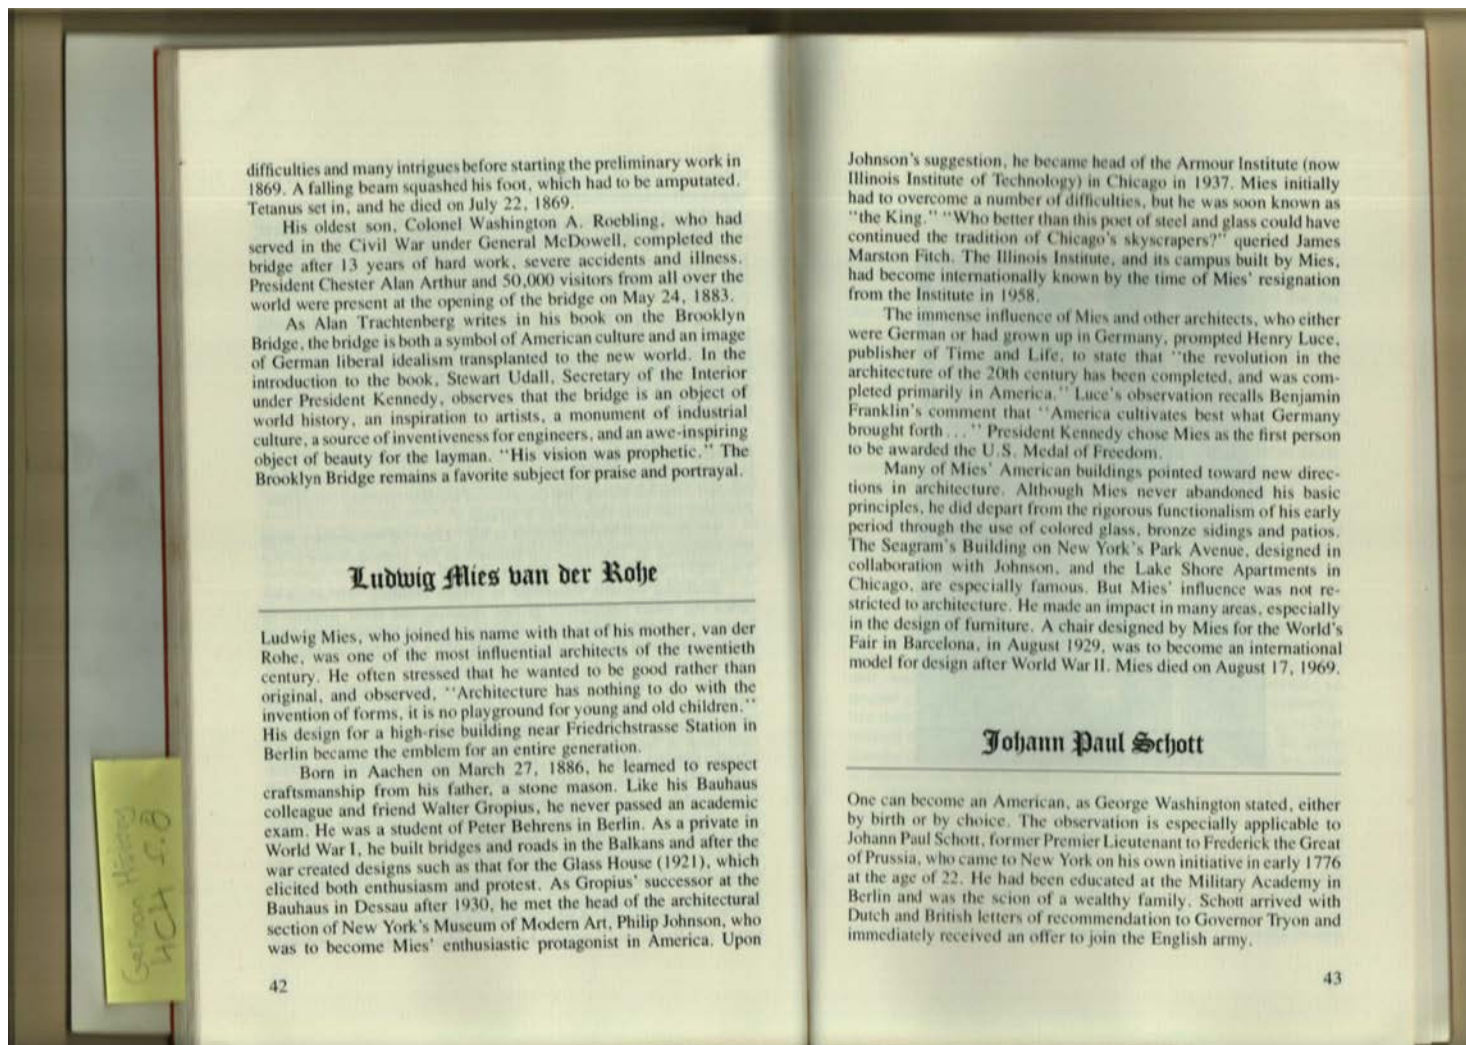 difficulties and many intrigues before starting the preliminary work in
1869. A falling beam squashed his foot, which had to be amputated.
Tetanus set in, and he died on July 22, 1869.
His oldest son, Colonel Washington A. Roebling, who had
served in the Civil War under General McDowell, completed the
bridge after 13 years of hard work, severe accidents and illness.
President Chester Alan Arthur and 50,000 visitors from all over the
world were present at the opening of the bridge on May 24, 1883.
As Alan Trachtenberg writes in his book on the Brooklyn
Bridge, the bridge is both a symbol of American culture and an image
of German liberal idealism transplanted to the new world. In the
introduction to the book, Stewart Udall, Secretary of the Interior
under President Kennedy, observes that the bridge is an object of
world history, an inspiration to artists, a monument of industrial
culture, a source of inventiveness for engineers, and an awe-inspiring
object of beauty for the layman. "His vision was prophetic." The
Brooklyn Bridge remains a favorite subject for praise and portrayal.
Ludwig Mies van der Rohe
Ludwig Mies, who joined his name with that of his mother, van der
Rohe, was one of the most influential architects of the twentieth
century. He often stressed that he wanted to be good rather than
original, and observed, "Architecture has nothing to do with the
invention of forms, it is no playground for young and old children."
His design for a high-rise building near Friedrichstrasse Station in
Berlin became the emblem for an entire generation.
Born in Aachen on March 27, 1886, he learned to respect
craftsmanship from his father, a stone mason. Like his Bauhaus
colleague and friend Walter Gropius, he never passed an academic
exam. He was a student of Peter Behrens in Berlin. As a private in
World War I, he built bridges and roads in the Balkans and after the
war created designs such as that for the Glass House (1921), which
elicited both enthusiasm and protest. As Gropius' successor at the
Bauhaus in Dessau after 1930, he met the head of the architectural
section of New York's Museum of Modern Art, Philip Johnson, who
was to become Mies' enthusiastic protagonist in America. Upon
42
German History
HCH
Johnson's suggestion, he became head of the Armour Institute (now
Illinois Institute of Technology) in Chicago in 1937. Mies initially
had to overcome a number of difficulties, but he was soon known as
"the King." "Who better than this poet of steel and glass could have
continued the tradition of Chicago's skyscrapers?" queried James
Marston Fitch. The Illinois Institute, and its campus built by Mies,
had become internationally known by the time of Mies' resignation
from the Institute in 1958.
The immense influence of Mies and other architects, who either
were German or had grown up in Germany, prompted Henry Luce,
publisher of Time and Life, to state that "the revolution in the
architecture of the 20th century has been completed, and was com-
pleted primarily in America." Luce's observation recalls Benjamin
Franklin's comment that "America cultivates best what Germany
brought forth . . . " President Kennedy chose Mies as the first person
to be awarded the U.S. Medal of Freedom.
Many of Mies' American buildings pointed toward new direc-
tions in architecture. Although Mies never abandoned his basic
principles, he did depart from the rigorous functionalism of his early
period through the use of colored glass, bronze sidings and patios.
The Seagram's Building on New York's Park Avenue, designed in
collaboration with Johnson, and the Lake Shore Apartments in
Chicago, are especially famous. But Mies' influence was not re-
stricted to architecture. He made an impact in many areas, especially
in the design of furniture. A chair designed by Mies for the World's
Fair in Barcelona, in August 1929, was to become an international
model for design after World War II. Mies died on August 17, 1969.
Johann Paul Schott
One can become an American, as George Washington stated, either
by birth or by choice. The observation is especially applicable to
Johann Paul Schott, former Premier Lieutenant to Frederick the Great
of Prussia, who came to New York on his own initiative in early 1776
at the age of 22. He had been educated at the Military Academy in
Berlin and was the scion of a wealthy family. Schott arrived with
Dutch and British letters of recommendation to Governor Tryon and
immediately received an offer to join the English army.
43